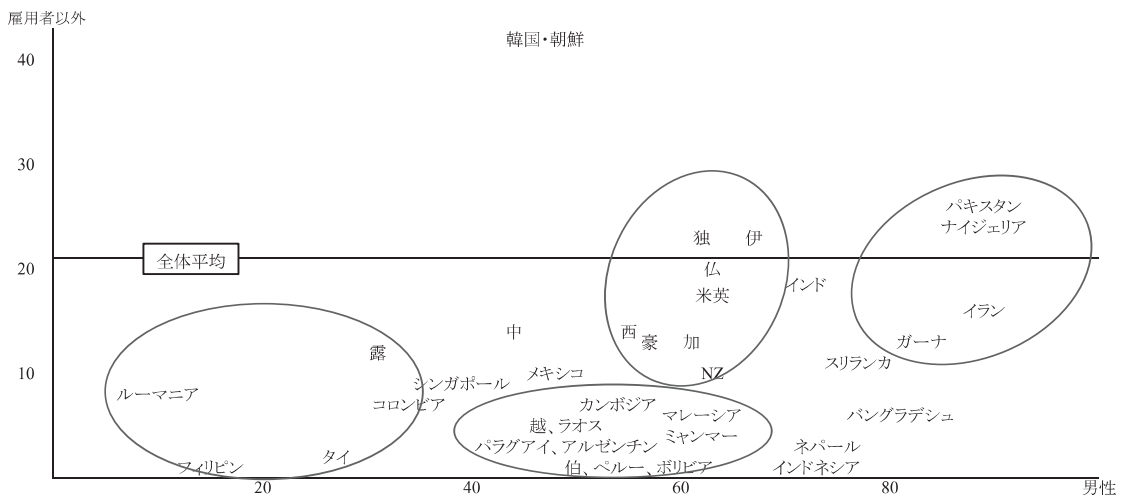 雇用者以外
韓国・朝鮮
40
30
パキスタン
ナイジェリア
独 伊
全体平均
20
仏
米英
インド
イラン
中
西
豪 加
ガーナ
露
スリランカ
10
メキシコ
NZ
シンガポール
ルーマニア
コロンビア
カンボジア
マレーシア
バングラデシュ
越、ラオス
ミャンマー
パラグアイ、アルゼンチン
ネパール
タイ
フィリピン
伯、ペルー、ボリビア
インドネシア
20
40
60
80
男性